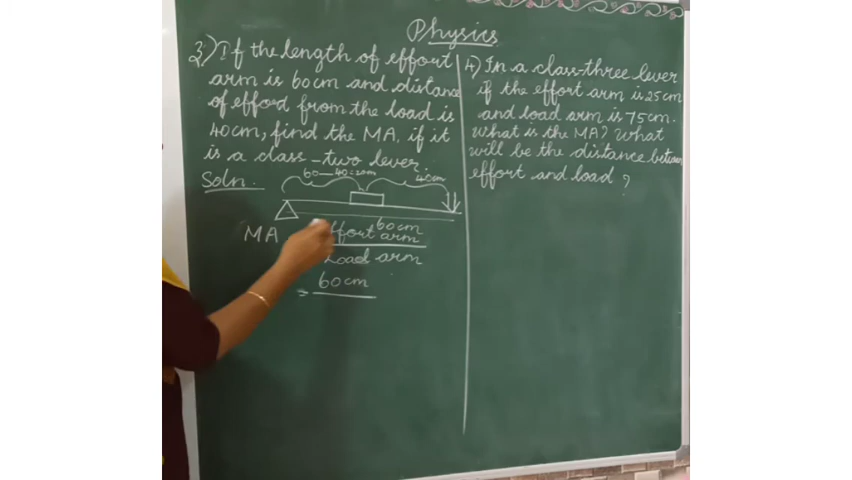 Physics
3) If the length of effort
arm is 60cm and distance
of efford from the load is
40cm, find the MA. if it
is a class-two lever.
Soln.
60-40=20cm
40cm
60cm
MA
effort arm
Load arm
= 60cm
4) In a class-three lever
if the effort arm is 25cm
and load arm is 75cm.
What is the MA? What
will be the distance between
effort and load ?